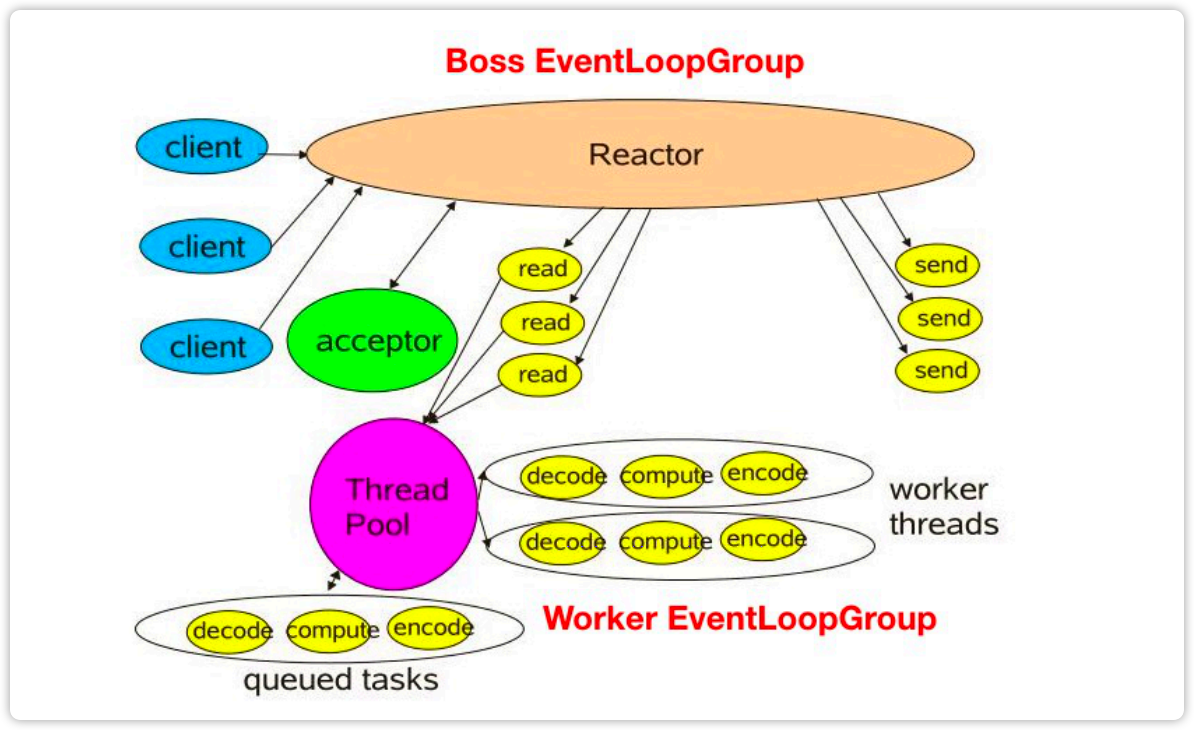 Boss EventLoopGroup
client
Reactor
client
client
acceptor
read
read
read
send
send
send
Thread
Pool
decode compute encode
decode compute encode
worker
threads
Worker EventLoopGroup
decode compute encode
queued tasks